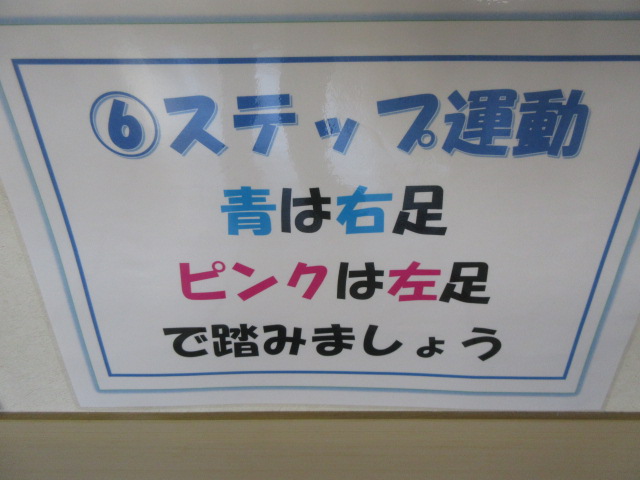 ⑥ステップ運動
青は右足
ピンクは左足
で踏みましょう